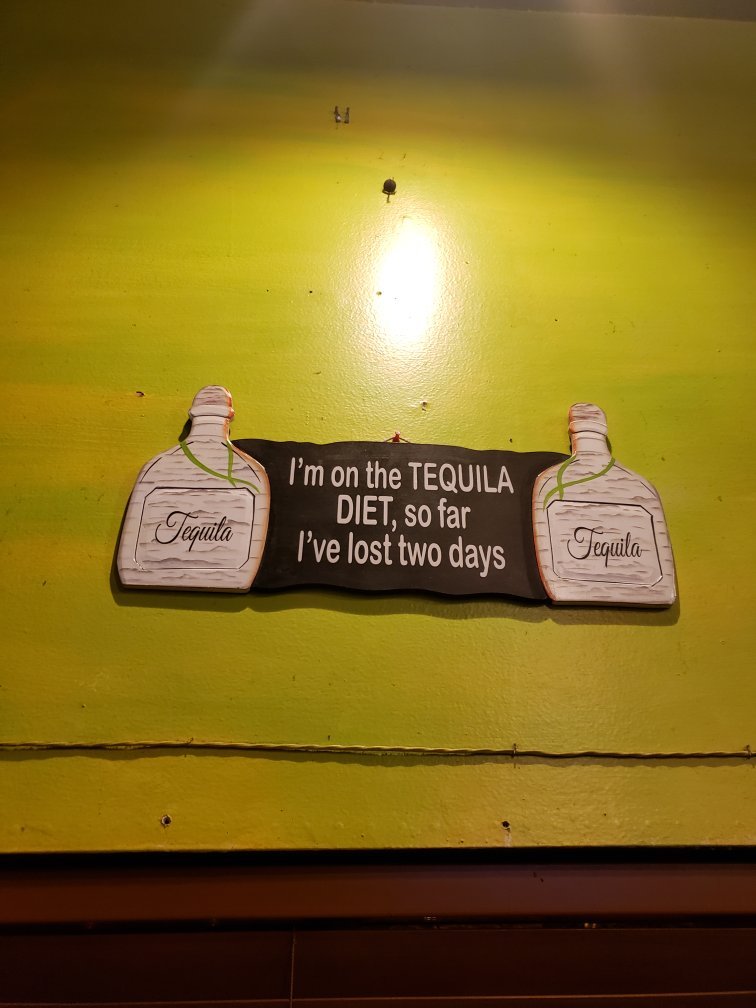 I'm on the TEQUILA
DIET, so far
I've lost two days
Tequila
Tequila